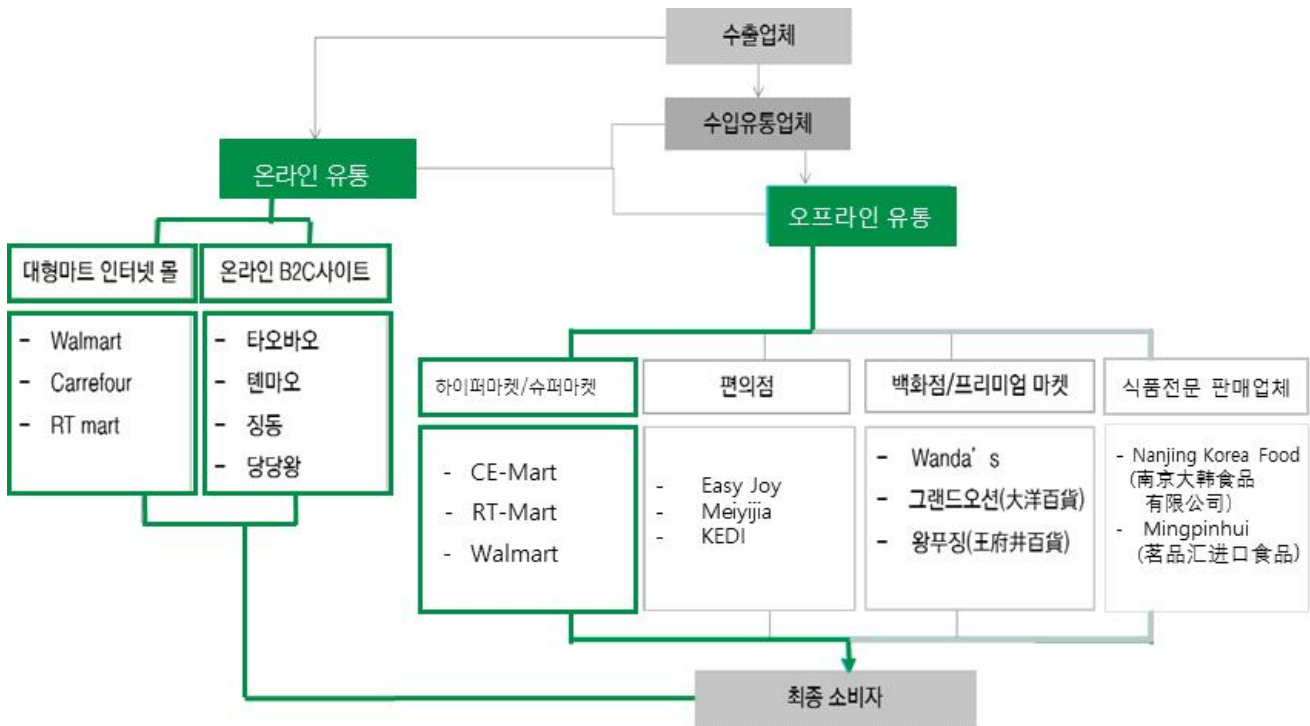 수출업체
수입유통업체
온라인 유통
오프라인 유통
대형마트 인터넷 몰
온라인 B2C사이트
- Walmart
- Carrefour
- RT mart
- 타오바오
- 톈마오
- 징동
- 당당왕
하이퍼마켓/슈퍼마켓
편의점
백화점/프리미엄 마켓
식품전문 판매업체
- CE-Mart
- RT-Mart
- Walmart
- Easy Joy
- Meiyijia
- KEDI
- Wanda's
- 그랜드오션(大洋百貨)
- 왕푸징(王府井百貨)
- Nanjing Korea Food
(南京大韩食品
有限公司)
- Mingpinhui
(茗品汇进口食品)
최종 소비자